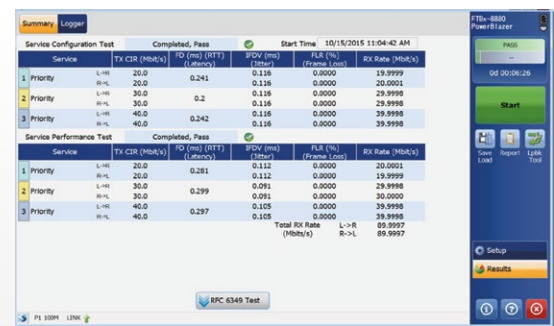 Summary Logger
FTBx-8880
PowerBlazer
Service Configuration Test Completed, Pass Start Time 10/15/2015 11:04:42 AM
Service TX CIR (Mbit/s) FD (ms) (RTT) (Latency) IFDV (ms) (Jitter) FLR (%) (Frame Loss) RX Rate (Mbit/s)
1 Priority L->R 20.0 0.241 0.116 0.0000 19.9999
R->L 20.0 0.116 0.0000 20.0001
2 Priority L->R 30.0 0.2 0.116 0.0000 29.9998
R->L 30.0 0.116 0.0000 29.9998
3 Priority L->R 40.0 0.242 0.116 0.0000 39.9998
R->L 40.0 0.116 0.0000 39.9998
Service Performance Test Completed, Pass
Service TX CIR (Mbit/s) FD (ms) (RTT) (Latency) IFDV (ms) (Jitter) FLR (%) (Frame Loss) RX Rate (Mbit/s)
1 Priority L->R 20.0 0.281 0.112 0.0000 20.0001
R->L 20.0 0.112 0.0000 19.9999
2 Priority L->R 30.0 0.299 0.091 0.0000 29.9998
R->L 30.0 0.091 0.0000 30.0000
3 Priority L->R 40.0 0.297 0.105 0.0000 39.9998
R->L 40.0 0.105 0.0000 39.9998
Total RX Rate L->R 89.9997
(Mbits/s) R->L 89.9997
RFC 6349 Test
P1 100M LINK
PASS
--
0d 00:06:26
Start
Save Load
Report
Lpbk Tool
Setup
Results